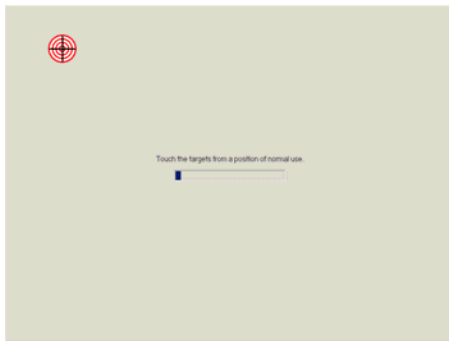 Touch the targets from a position of normal use.